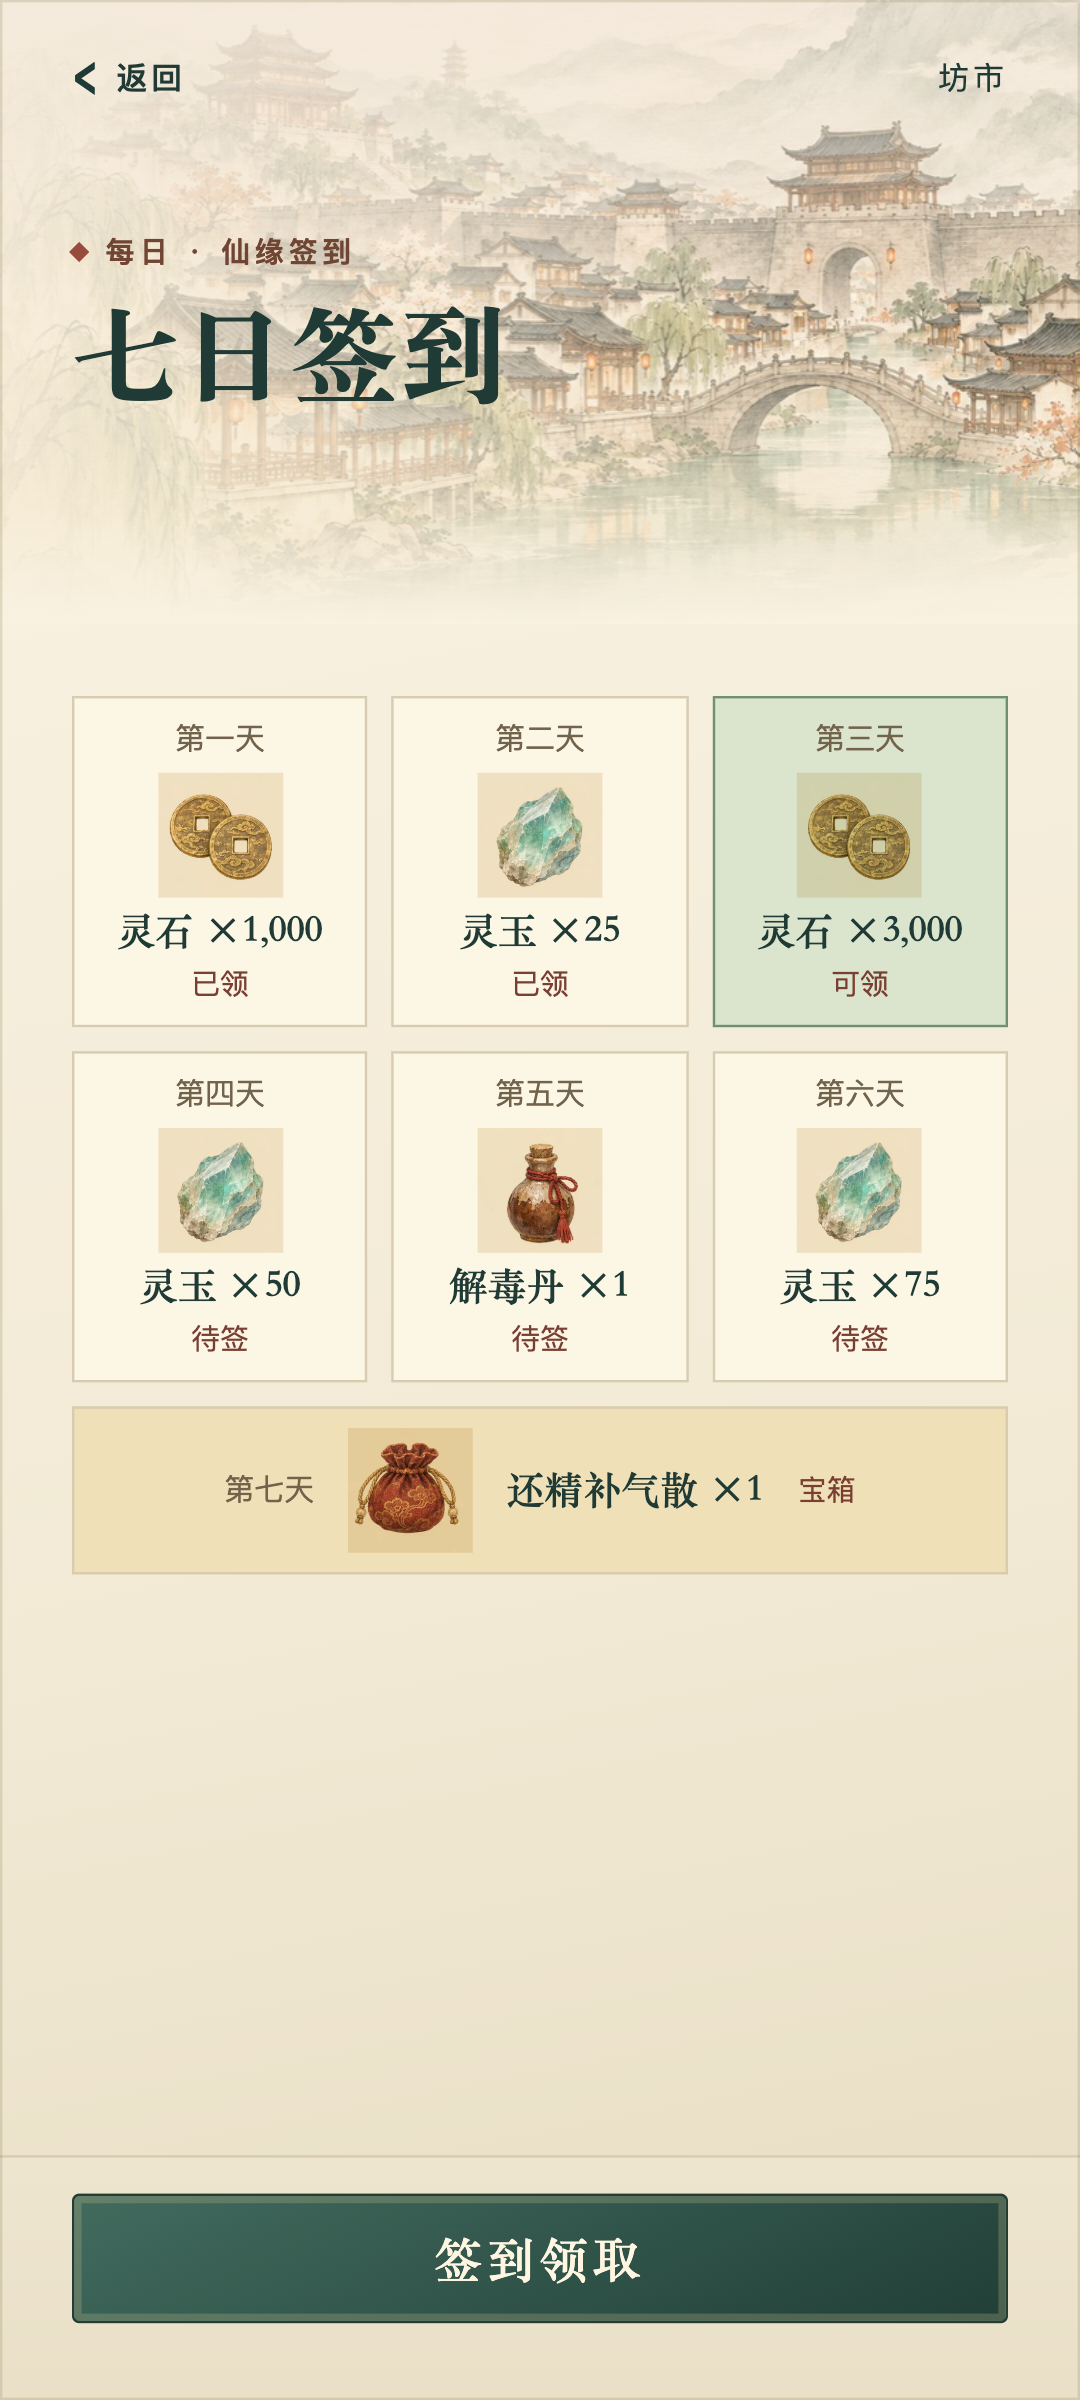 返回
坊市
每日 · 仙缘签到
七日签到
第一天
灵石 ×1,000
已领
第二天
灵玉 ×25
已领
第三天
灵石 ×3,000
可领
第四天
灵玉 ×50
待签
第五天
解毒丹 ×1
待签
第六天
灵玉 ×75
待签
第七天
还精补气散 ×1
宝箱
签到领取